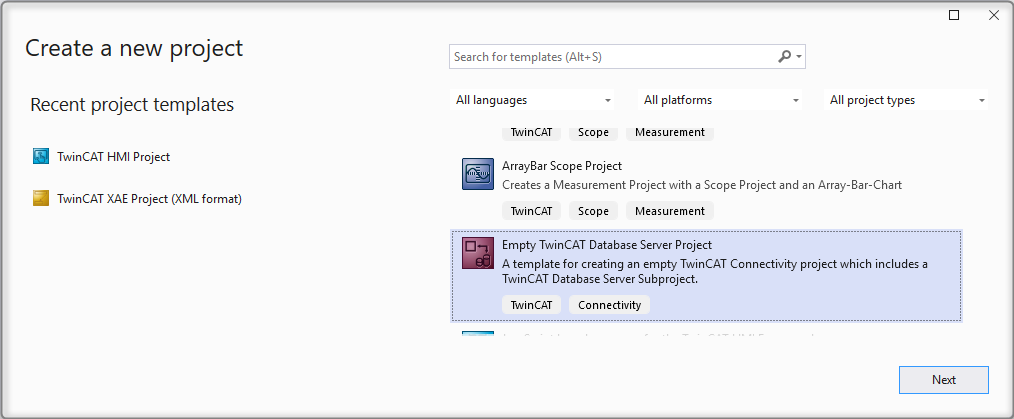 Create a new project
Search for templates (Alt+S)
Recent project templates
All languages
All platforms
All project types
TwinCAT HMI Project
TwinCAT XAE Project (XML format)
TwinCAT Scope Measurement
ArrayBar Scope Project
Creates a Measurement Project with a Scope Project and an Array-Bar-Chart
TwinCAT Scope Measurement
Empty TwinCAT Database Server Project
A template for creating an empty TwinCAT Connectivity project which includes a
TwinCAT Database Server Subproject.
TwinCAT Connectivity
Next